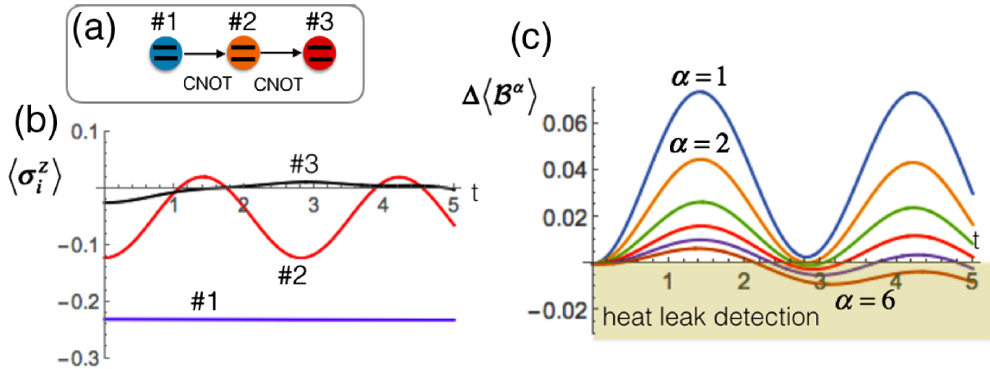 (a)
#1 #2 #3
CNOT CNOT
(b)
⟨σᵢᶻ⟩
0.1
-0.1
-0.2
-0.3
1 2 3 4 5
t
#3
#2
#1
(c)
Δ⟨𝓑^α⟩
0.06
0.04
0.02
-0.02
α=1
α=2
t
1 2 3 4 5
α=6
heat leak detection